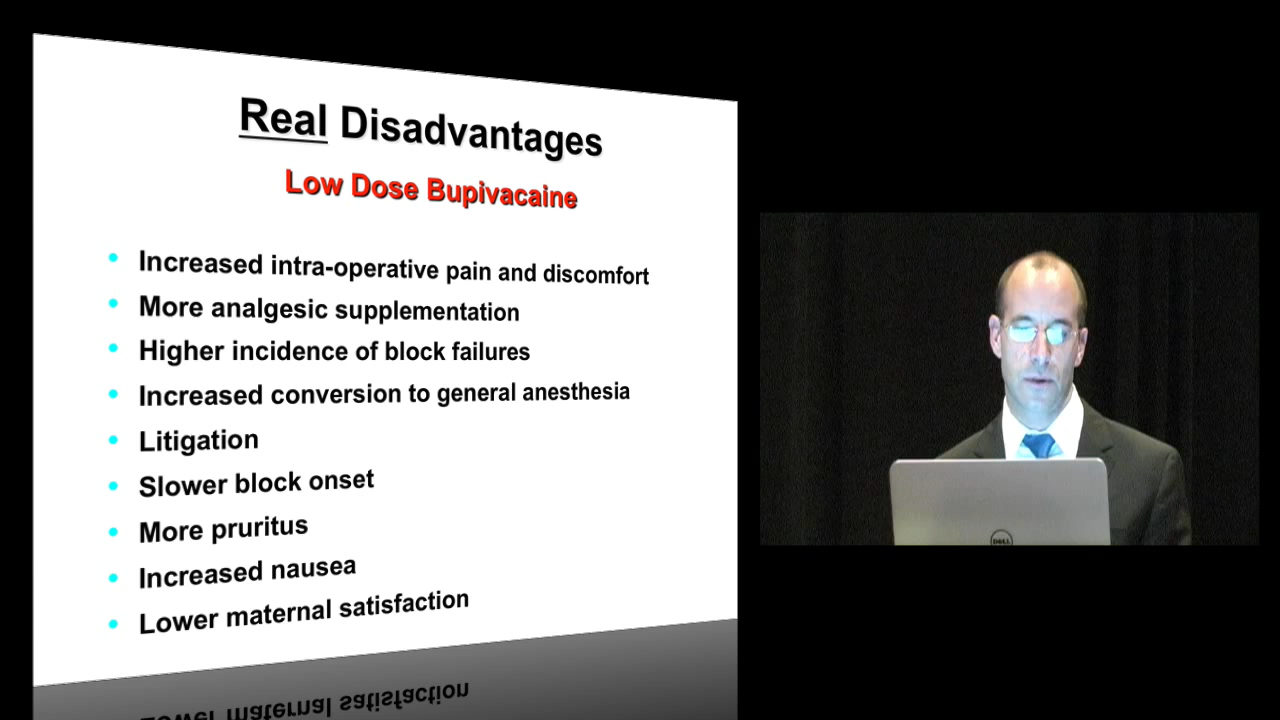 Real Disadvantages
Low Dose Bupivacaine
Increased intra-operative pain and discomfort
More analgesic supplementation
Higher incidence of block failures
Increased conversion to general anesthesia
Litigation
Slower block onset
More pruritus
Increased nausea
Lower maternal satisfaction
DELL